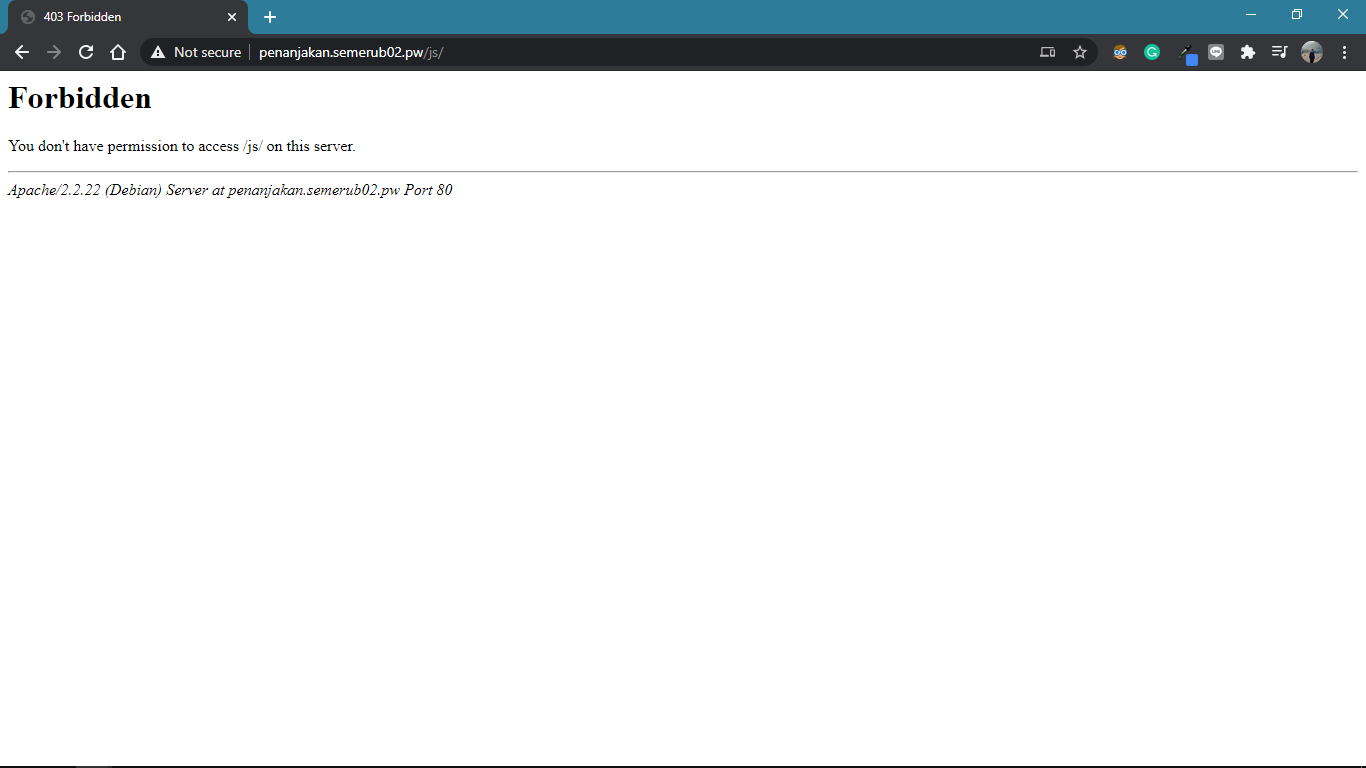 403 Forbidden
Not secure
penanjakan.semerub02.pw/js/
Forbidden
You don't have permission to access /js/ on this server.
Apache/2.2.22 (Debian) Server at penanjakan.semerub02.pw Port 80